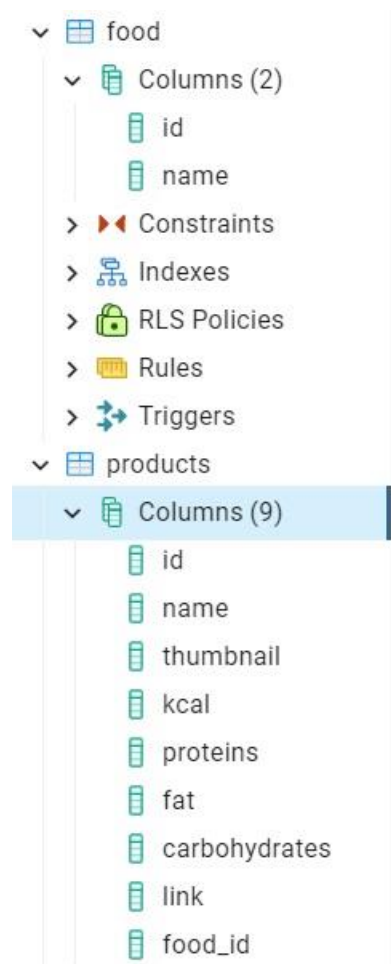 food
Columns (2)
id
name
Constraints
Indexes
RLS Policies
Rules
Triggers
products
Columns (9)
id
name
thumbnail
kcal
proteins
fat
carbohydrates
link
food_id